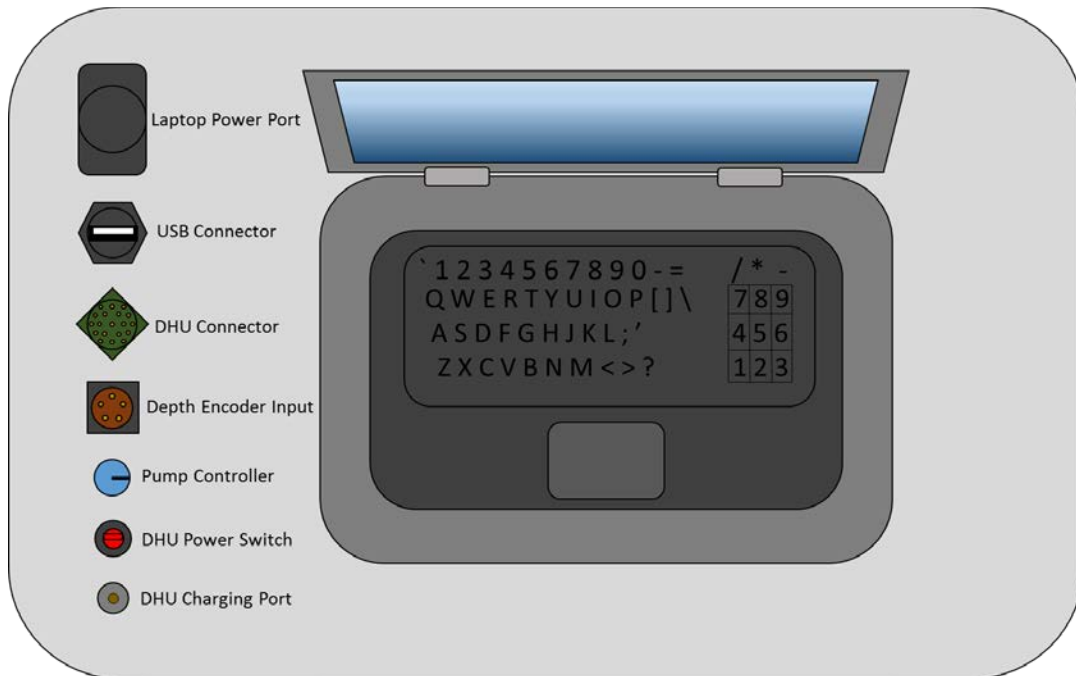 Laptop Power Port
USB Connector
DHU Connector
Depth Encoder Input
Pump Controller
DHU Power Switch
DHU Charging Port
`1234567890-= /*-
QWERTYUIOP[]\ 789
ASDFGHJKL;' 456
ZXCVBNM<>? 123